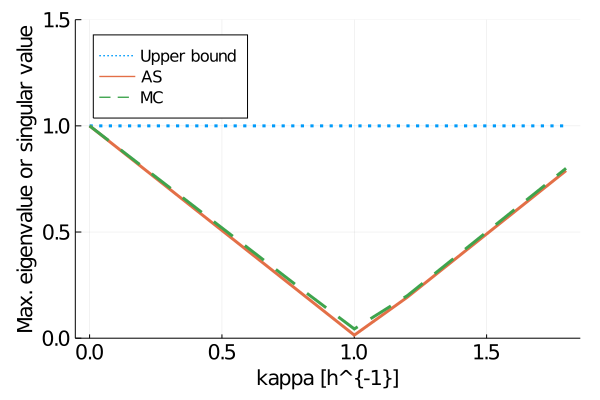 Max. eigenvalue or singular value
1.5
1.0
0.5
0.0
Upper bound
AS
MC
0.0 0.5 1.0 1.5
kappa [h^{-1}]